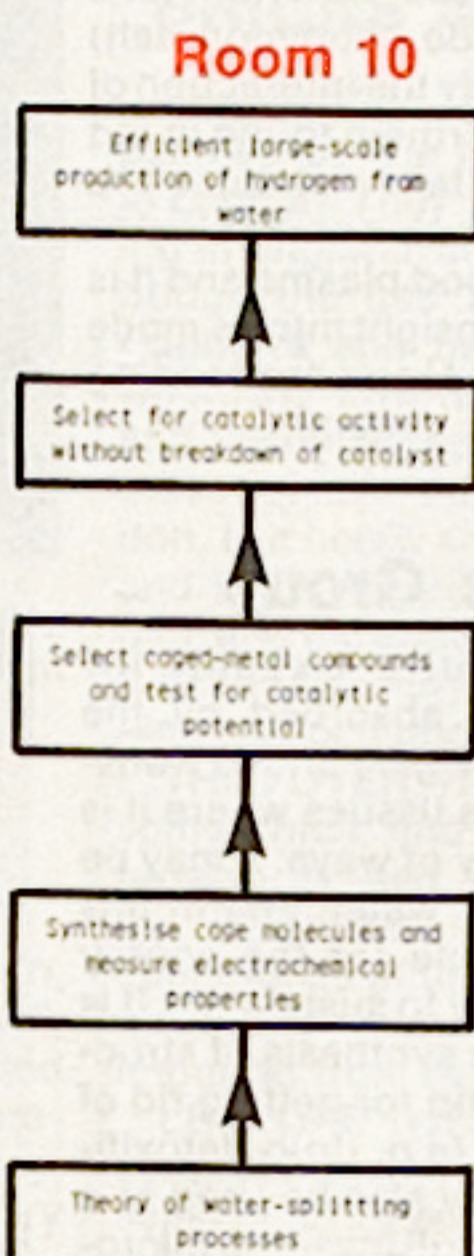 Room 10
Efficient large-scale
production of hydrogen from
water
Select for catalytic activity
without breakdown of catalyst
Select caged-metal compounds
and test for catalytic
potential
Synthesise cage molecules and
measure electrochemical
properties
Theory of water-splitting
processes